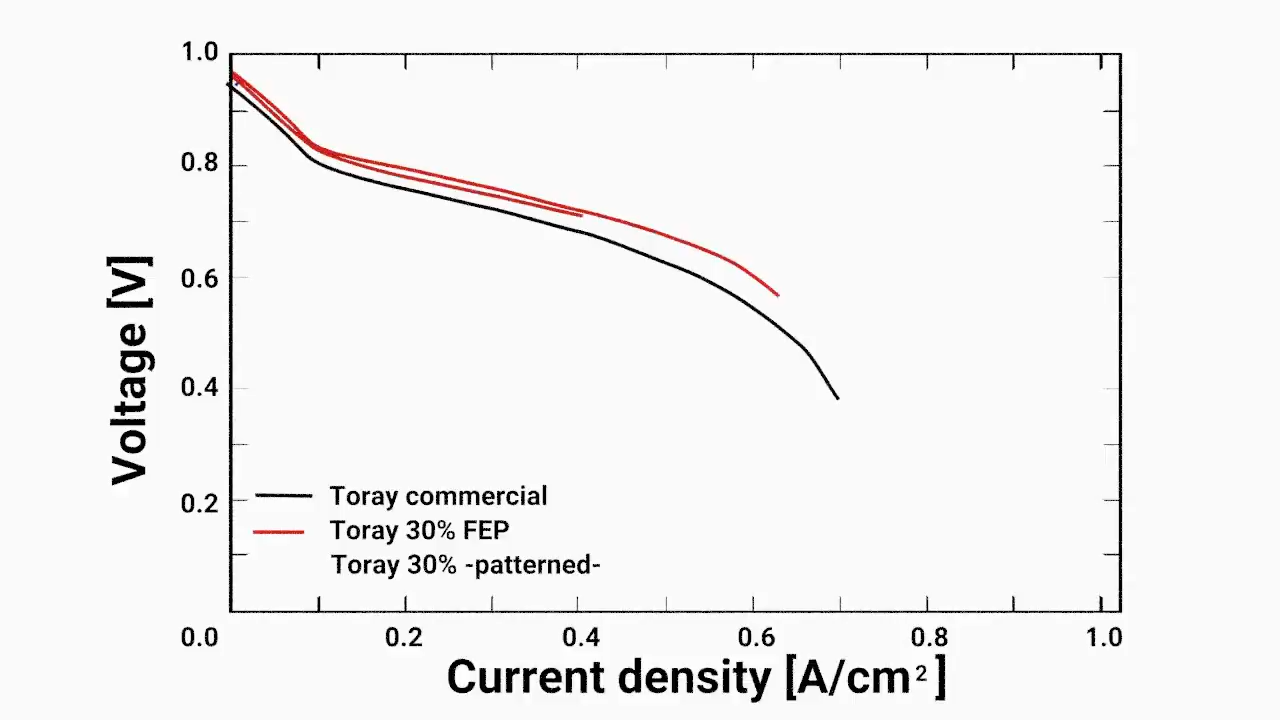 1.0
0.8
0.6
0.4
0.2
0.0
Voltage [V]
Toray commercial
Toray 30% FEP
Toray 30% -patterned-
0.2 0.4 0.6 0.8 1.0
Current density [A/cm²]